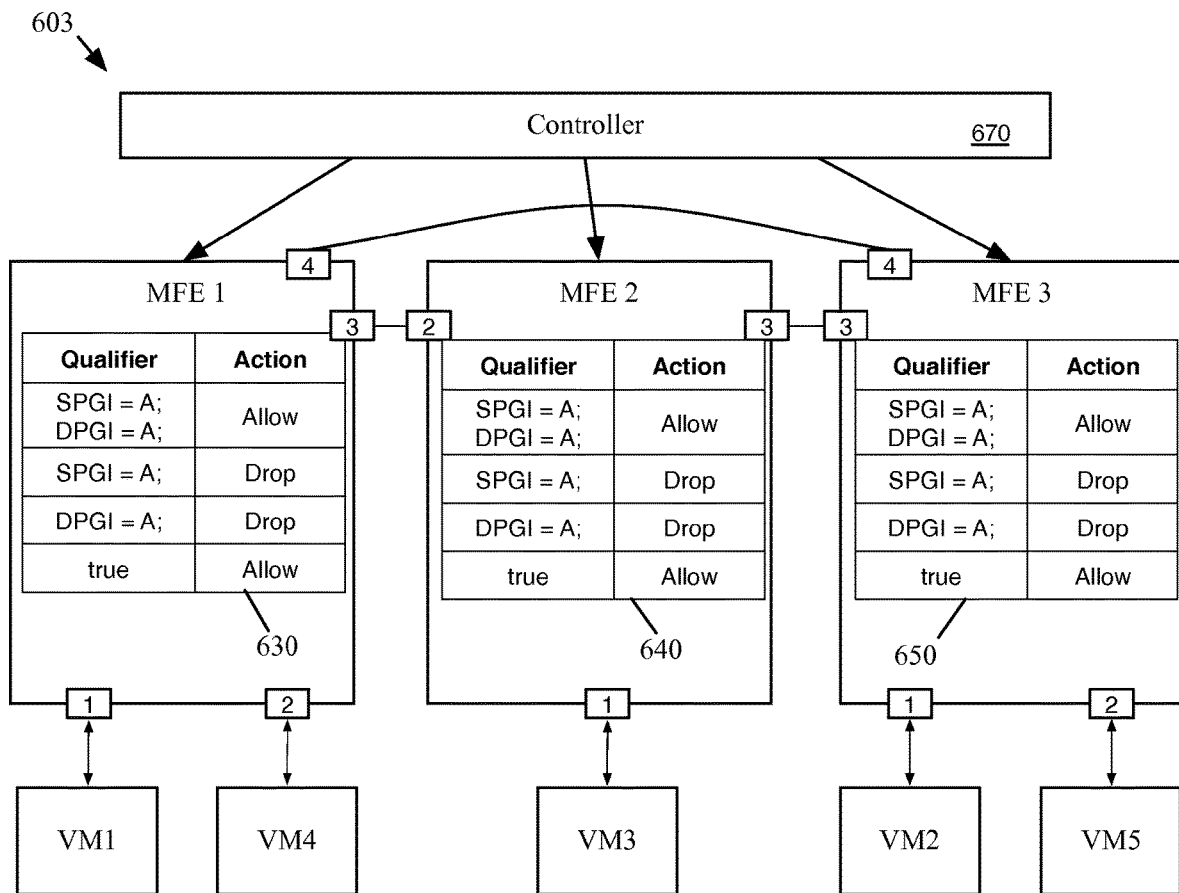 603
Controller
670
4
4
MFE 1
MFE 2
MFE 3
3
2
3
3
Qualifier Action
SPGI = A;
DPGI = A;
Allow
SPGI = A; Drop
DPGI = A; Drop
true Allow
630
Qualifier Action
SPGI = A;
DPGI = A;
Allow
SPGI = A; Drop
DPGI = A; Drop
true Allow
640
Qualifier Action
SPGI = A;
DPGI = A;
Allow
SPGI = A; Drop
DPGI = A; Drop
true Allow
650
1
2
1
1
2
VM1
VM4
VM3
VM2
VM5